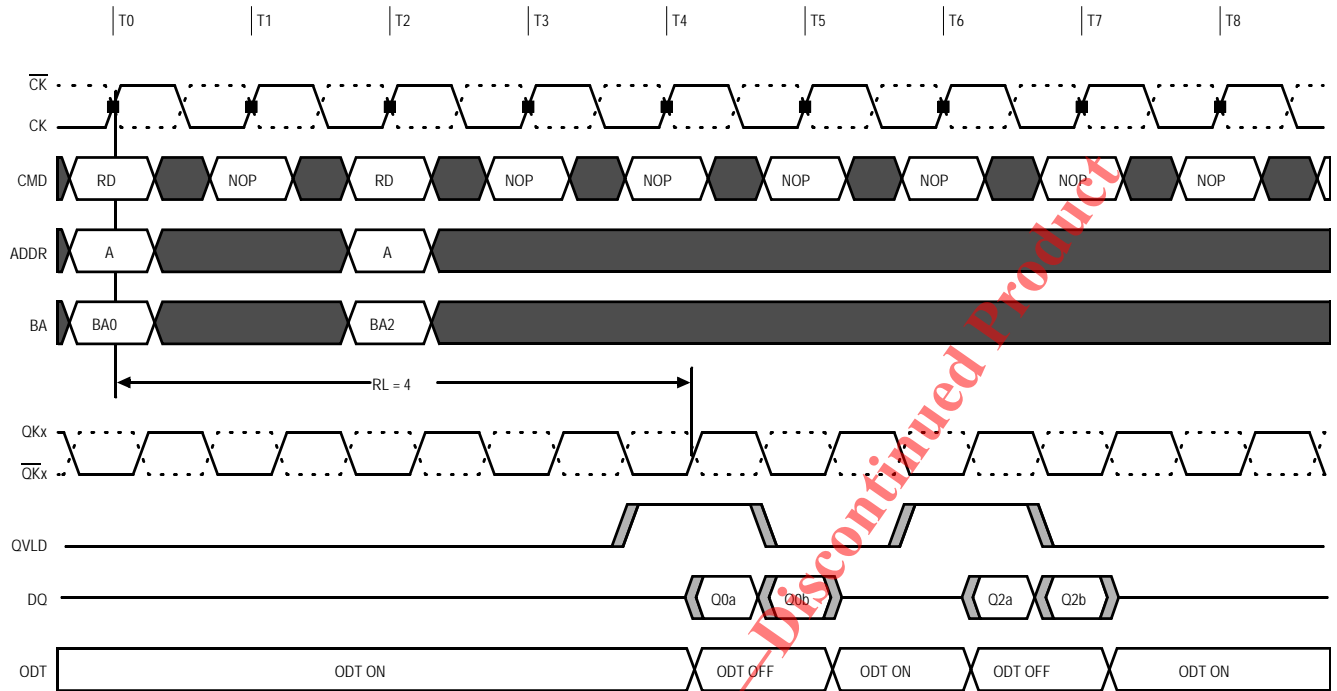 T0 T1 T2 T3 T4 T5 T6 T7 T8
CK
CK
CMD RD NOP RD NOP NOP NOP NOP NOP NOP
ADDR A A
BA BA0 BA2
RL = 4
QKx
QKx
QVLD
DQ Q0a Q0b Q2a Q2b
ODT ODT ON ODT OFF ODT ON ODT OFF ODT ON
—Discontinued Product